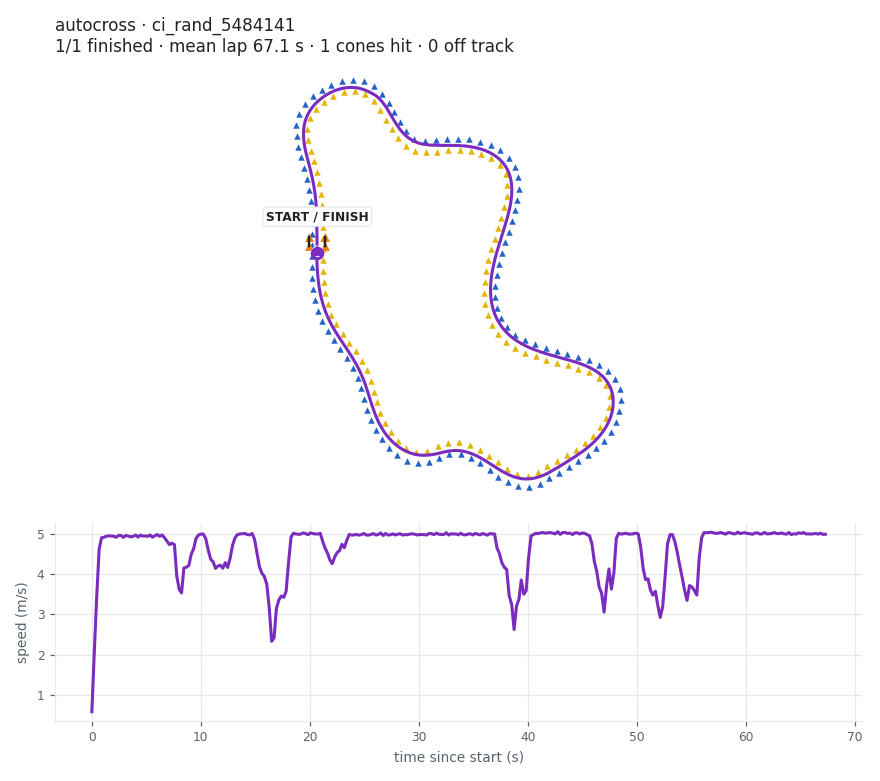 autocross · ci_rand_5484141
1/1 finished · mean lap 67.1 s · 1 cones hit · 0 off track
START / FINISH
5
4
3
2
1
speed (m/s)
0 10 20 30 40 50 60 70
time since start (s)